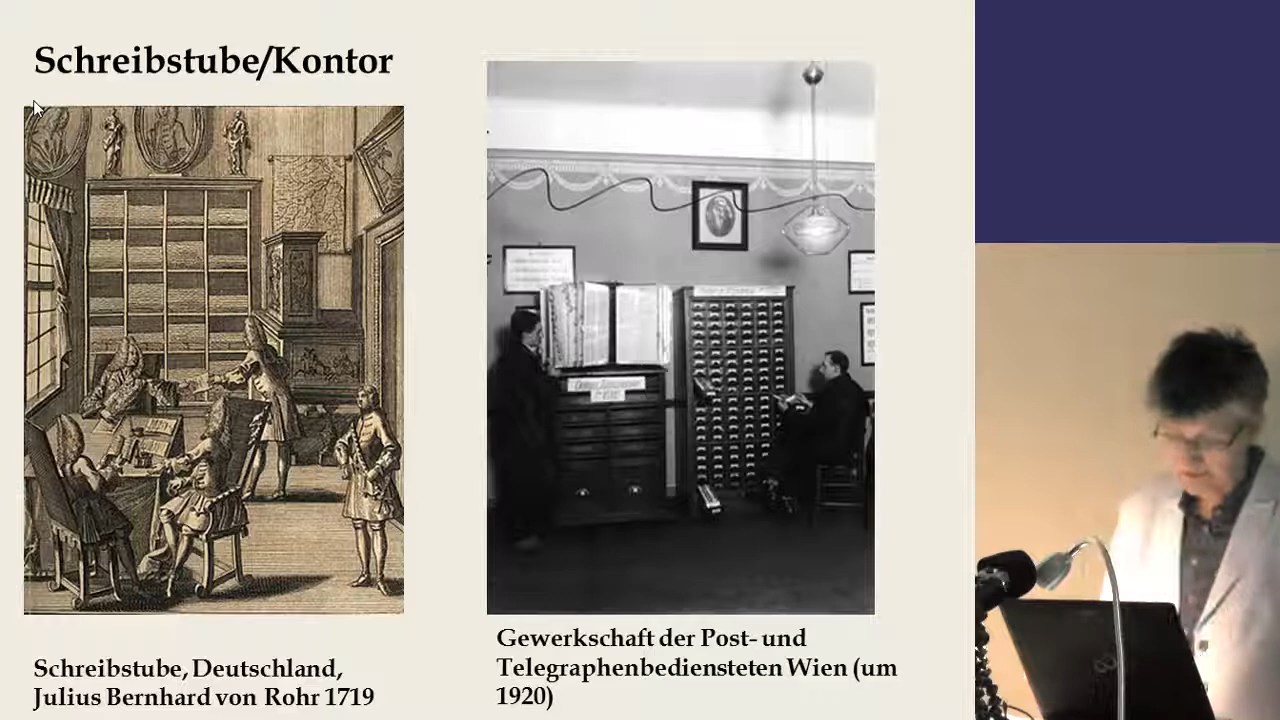 Schreibstube/Kontor
Schreibstube, Deutschland,
Julius Bernhard von Rohr 1719
Gewerkschaft der Post- und
Telegraphenbediensteten Wien (um
1920)